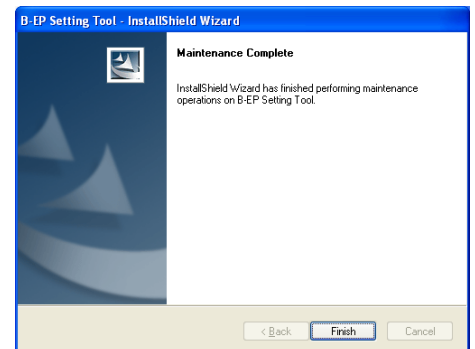 B-EP Setting Tool - InstallShield Wizard
Maintenance Complete
InstallShield Wizard has finished performing maintenance
operations on B-EP Setting Tool.
< Back
Finish
Cancel